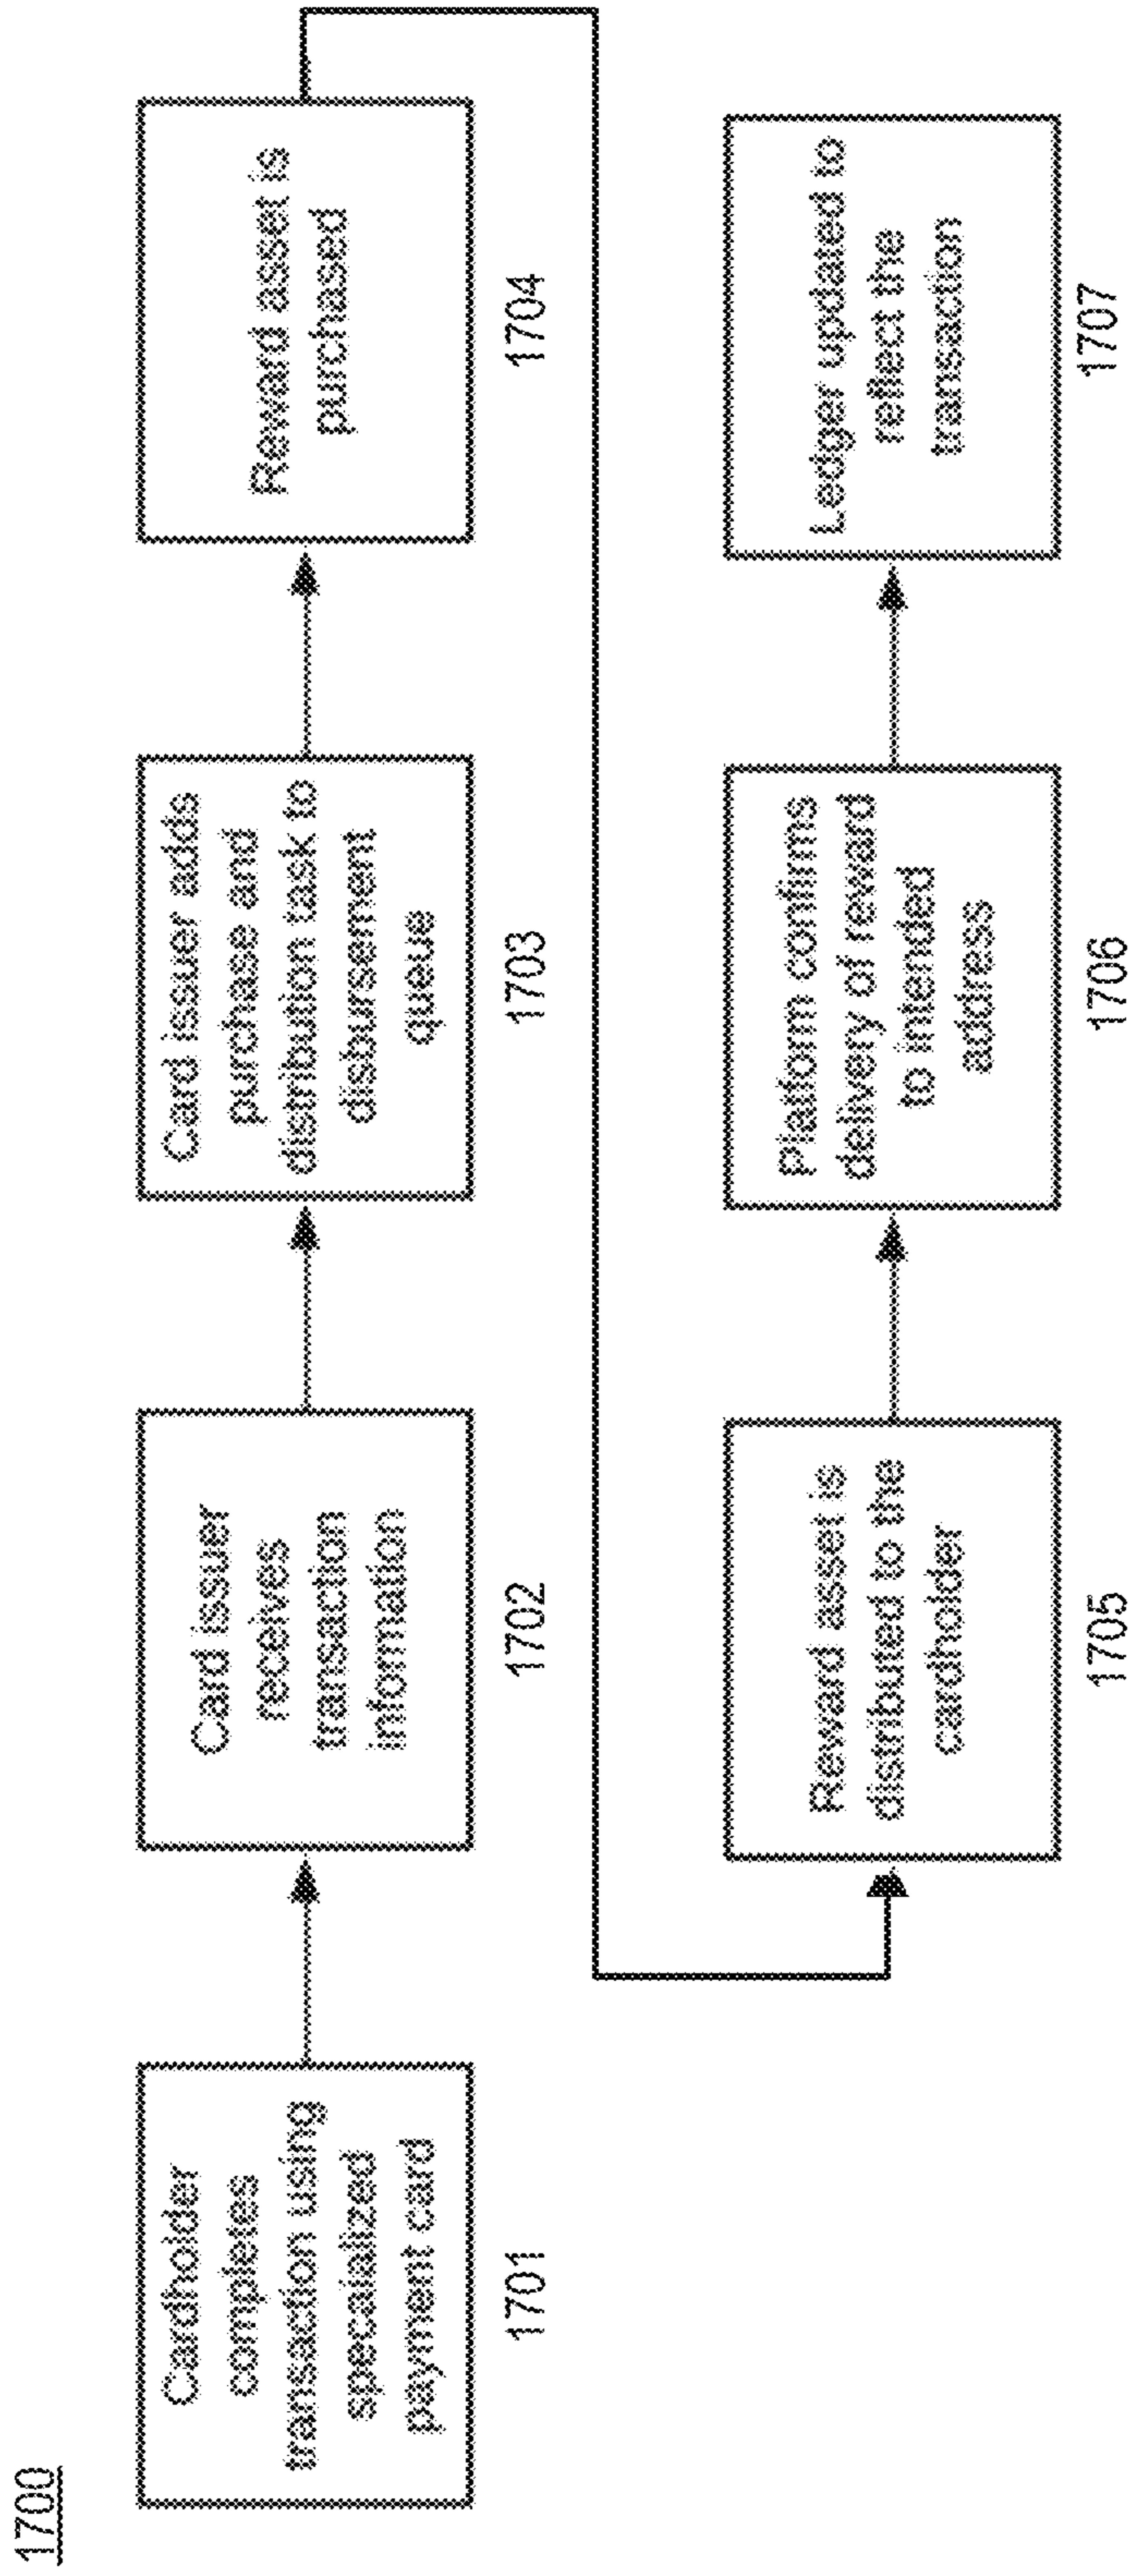 1700
Cardholder
completes
transaction using
specialized
payment card
1701
Card issuer
receives
transaction
information
1702
Card issuer adds
purchase and
distribution task to
disbursement
queue
1703
Reward asset is
purchased
1704
Reward asset is
distributed to the
cardholder
1705
Platform confirms
delivery of reward
to intended
address
1706
Ledger updated to
reflect the
transaction
1707